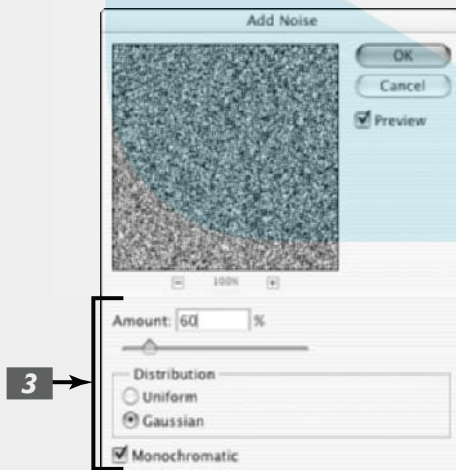 Add Noise
OK
Cancel
Preview
100%
Amount: 60 %
3
Distribution
Uniform
Gaussian
Monochromatic